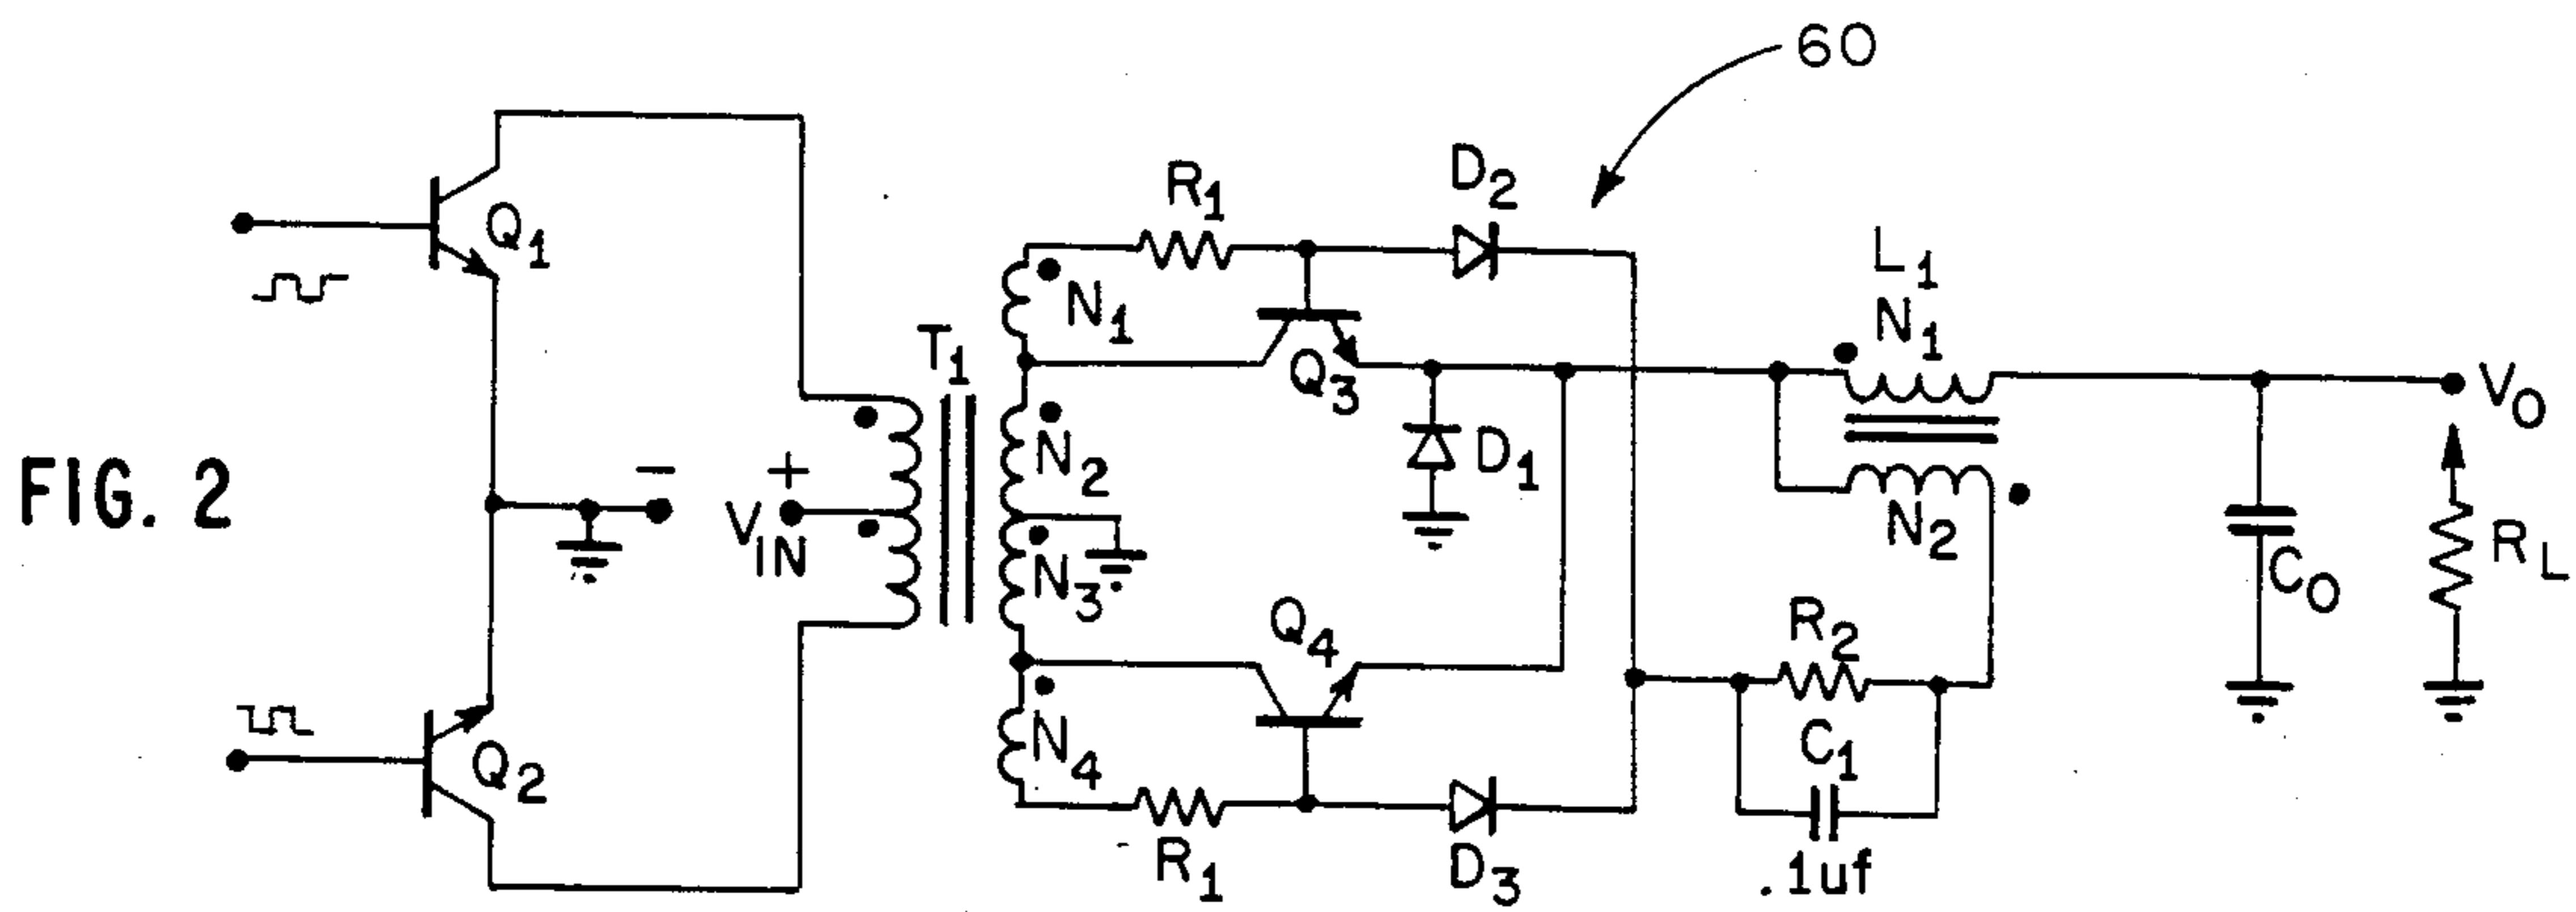 60
D2
R1
L1
N1
Q1
N1
T1
Q3
VO
N2
D1
FIG. 2
−
+
VIN
N2
N3
CO
RL
Q4
R2
N4
C1
Q2
.1uf
R1
D3